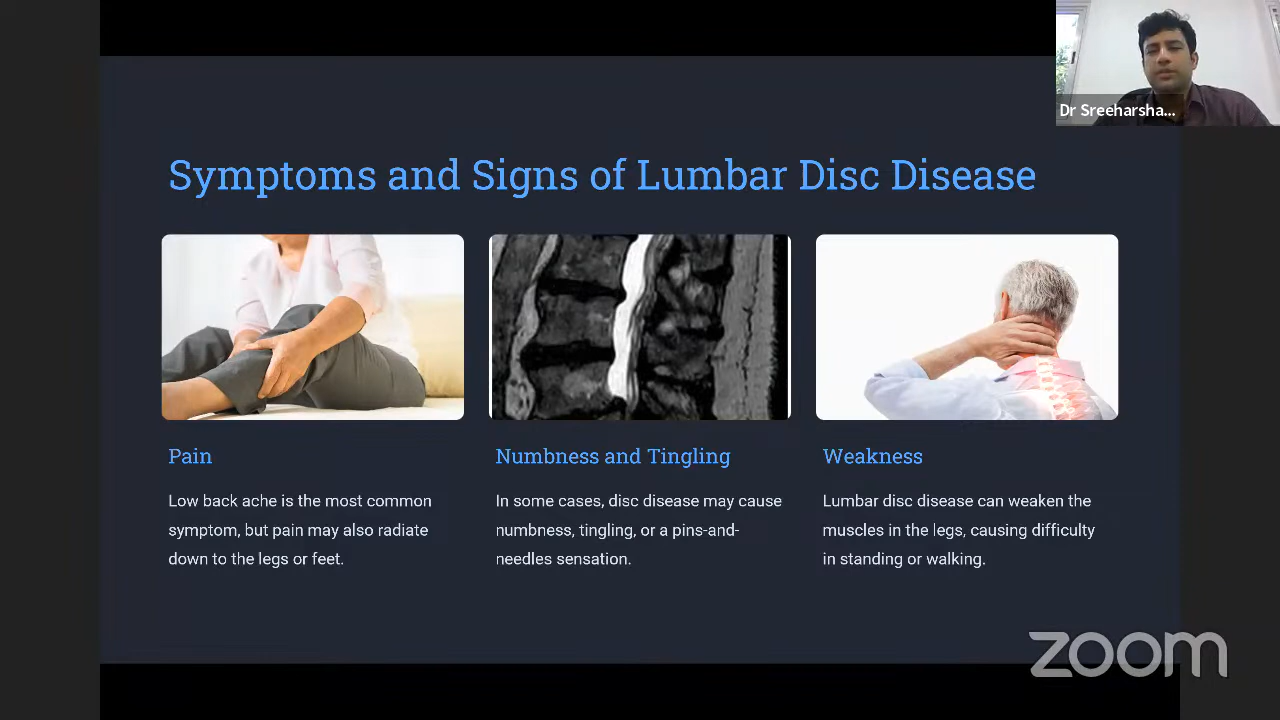 Dr Sreeharsha...
Symptoms and Signs of Lumbar Disc Disease
Pain
Low back ache is the most common
symptom, but pain may also radiate
down to the legs or feet.
Numbness and Tingling
In some cases, disc disease may cause
numbness, tingling, or a pins-and-
needles sensation.
Weakness
Lumbar disc disease can weaken the
muscles in the legs, causing difficulty
in standing or walking.
zoom